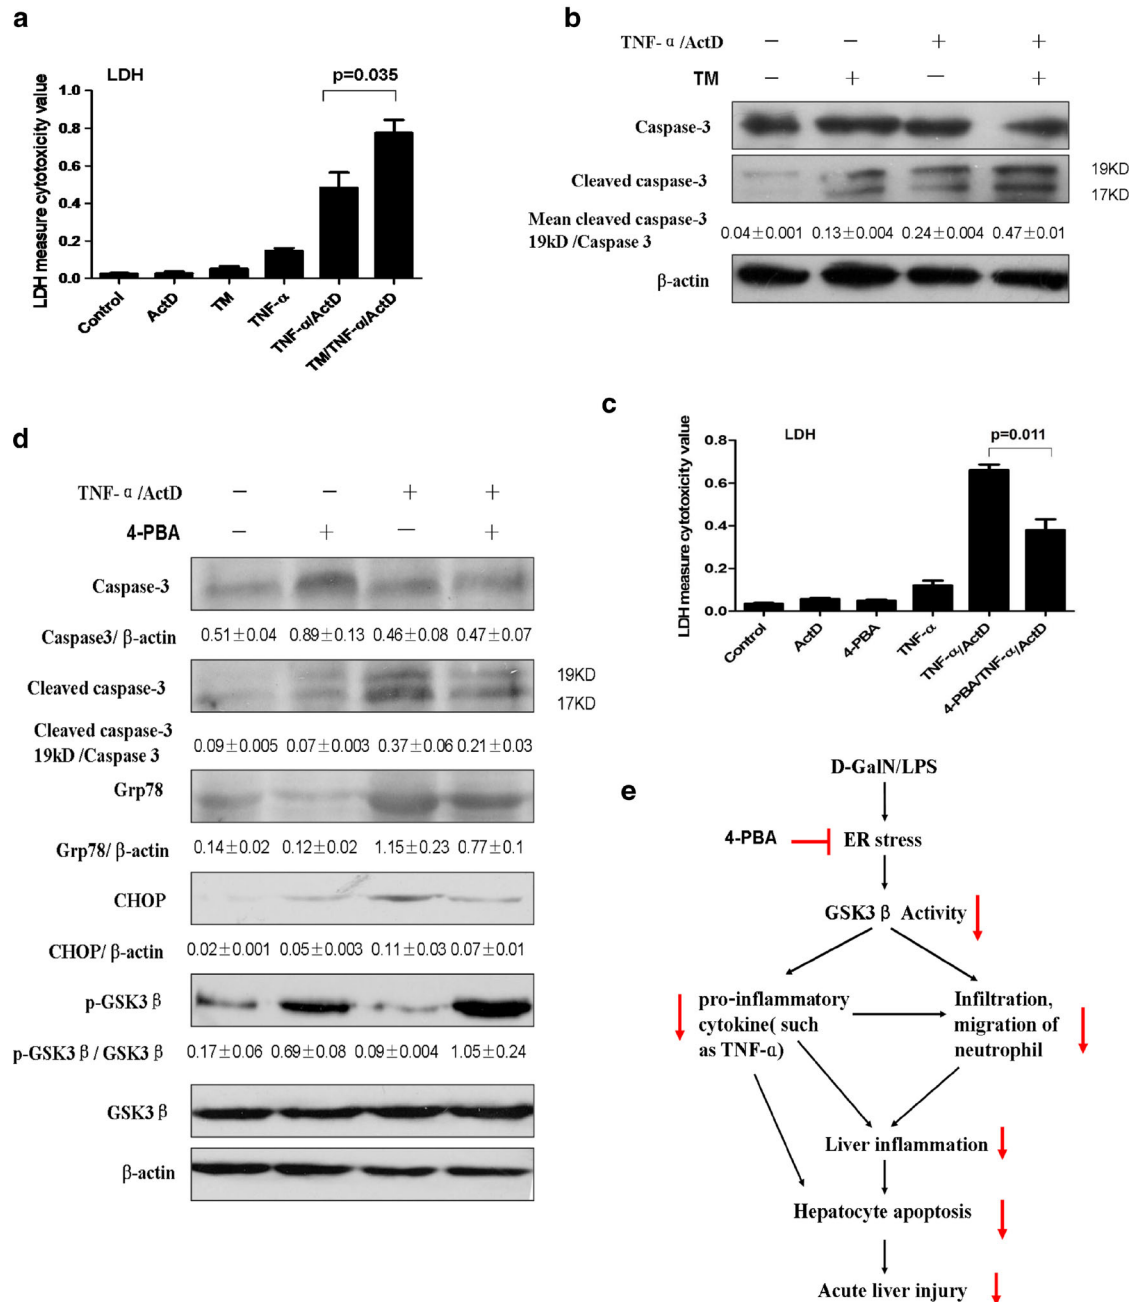 a
LDH
p=0.035
LDH measure cytotoxicity value
1.0
0.8
0.6
0.4
0.2
0.0
Control
ActD
TM
TNF-α
TNF-α/ActD
TM/TNF-α/ActD
b
TNF-α/ActD − − + +
TM − + − +
Caspase-3
Cleaved caspase-3
19KD
17KD
Mean cleaved caspase-3
19kD /Caspase 3
0.04±0.001 0.13±0.004 0.24±0.004 0.47±0.01
β-actin
c
LDH
p=0.011
LDH measure cytotoxicity value
0.8
0.6
0.4
0.2
0.0
Control
ActD
4-PBA
TNF-α
TNF-α/ActD
4-PBA/TNF-α/ActD
d
TNF-α/ActD − − + +
4-PBA − + − +
Caspase-3
Caspase3/ β-actin 0.51±0.04 0.89±0.13 0.46±0.08 0.47±0.07
Cleaved caspase-3
19KD
17KD
Cleaved caspase-3
19kD /Caspase 3
0.09±0.005 0.07±0.003 0.37±0.06 0.21±0.03
Grp78
Grp78/ β-actin 0.14±0.02 0.12±0.02 1.15±0.23 0.77±0.1
CHOP
CHOP/ β-actin 0.02±0.001 0.05±0.003 0.11±0.03 0.07±0.01
p-GSK3β
p-GSK3β/ GSK3β 0.17±0.06 0.69±0.08 0.09±0.004 1.05±0.24
GSK3β
β-actin
e
D-GalN/LPS
4-PBA
ER stress
GSK3β Activity
pro-inflammatory
cytokine( such
as TNF-α)
Infiltration,
migration of
neutrophil
Liver inflammation
Hepatocyte apoptosis
Acute liver injury